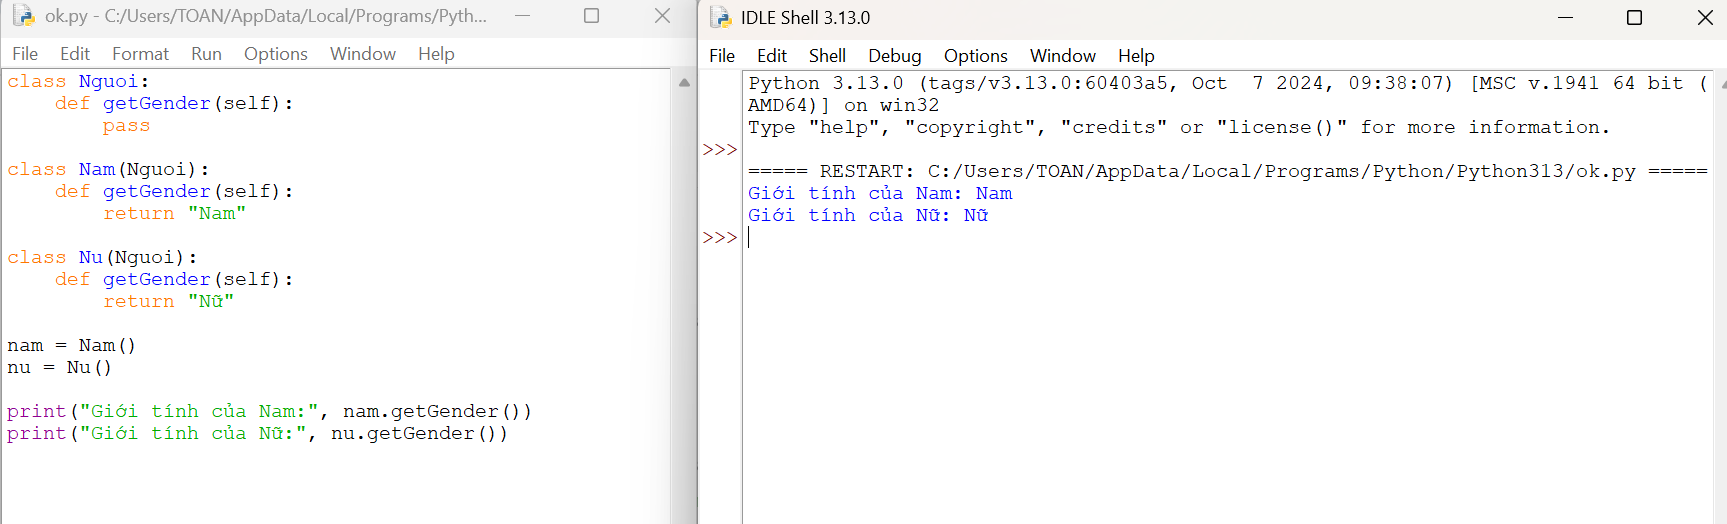 ok.py - C:/Users/TOAN/AppData/Local/Programs/Pyth...
File Edit Format Run Options Window Help
class Nguoi:
    def getGender(self):
        pass

class Nam(Nguoi):
    def getGender(self):
        return "Nam"

class Nu(Nguoi):
    def getGender(self):
        return "Nữ"

nam = Nam()
nu = Nu()

print("Giới tính của Nam:", nam.getGender())
print("Giới tính của Nữ:", nu.getGender())
IDLE Shell 3.13.0
File Edit Shell Debug Options Window Help
Python 3.13.0 (tags/v3.13.0:60403a5, Oct  7 2024, 09:38:07) [MSC v.1941 64 bit (
AMD64)] on win32
Type "help", "copyright", "credits" or "license()" for more information.
>>>
===== RESTART: C:/Users/TOAN/AppData/Local/Programs/Python/Python313/ok.py =====
Giới tính của Nam: Nam
Giới tính của Nữ: Nữ
>>>